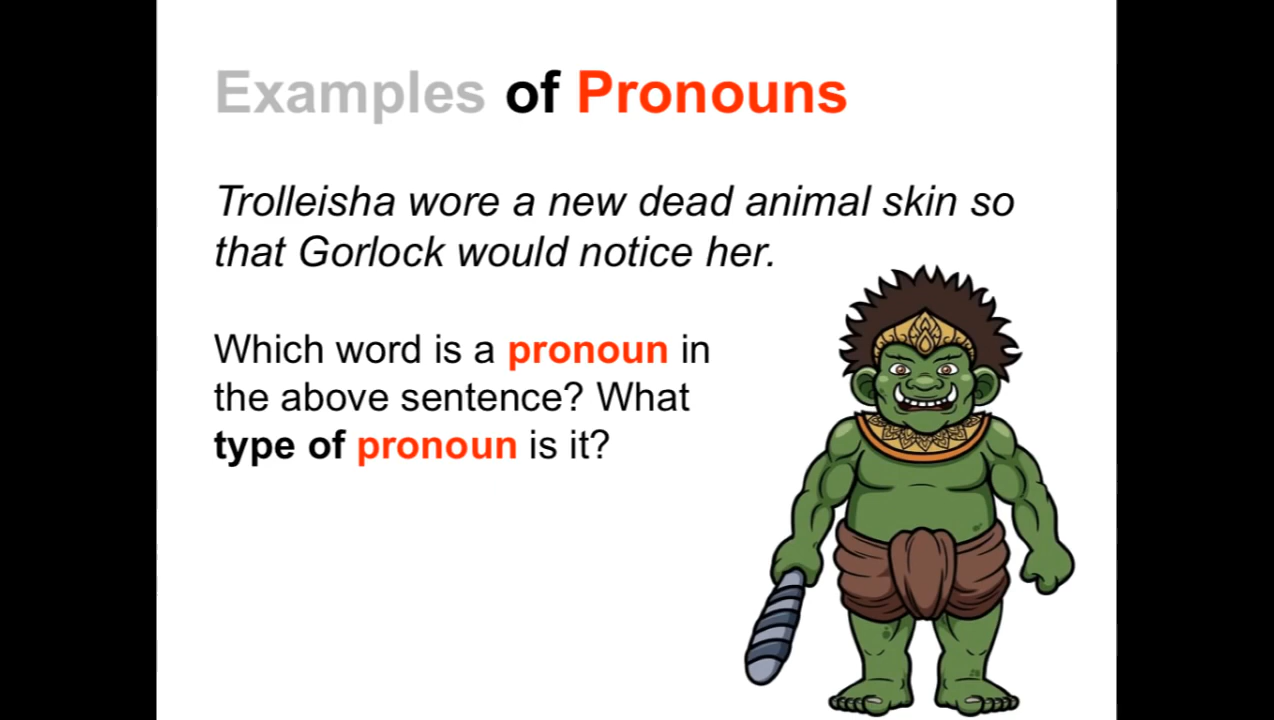 Examples of Pronouns
Trolleisha wore a new dead animal skin so
that Gorlock would notice her.
Which word is a pronoun in
the above sentence? What
type of pronoun is it?